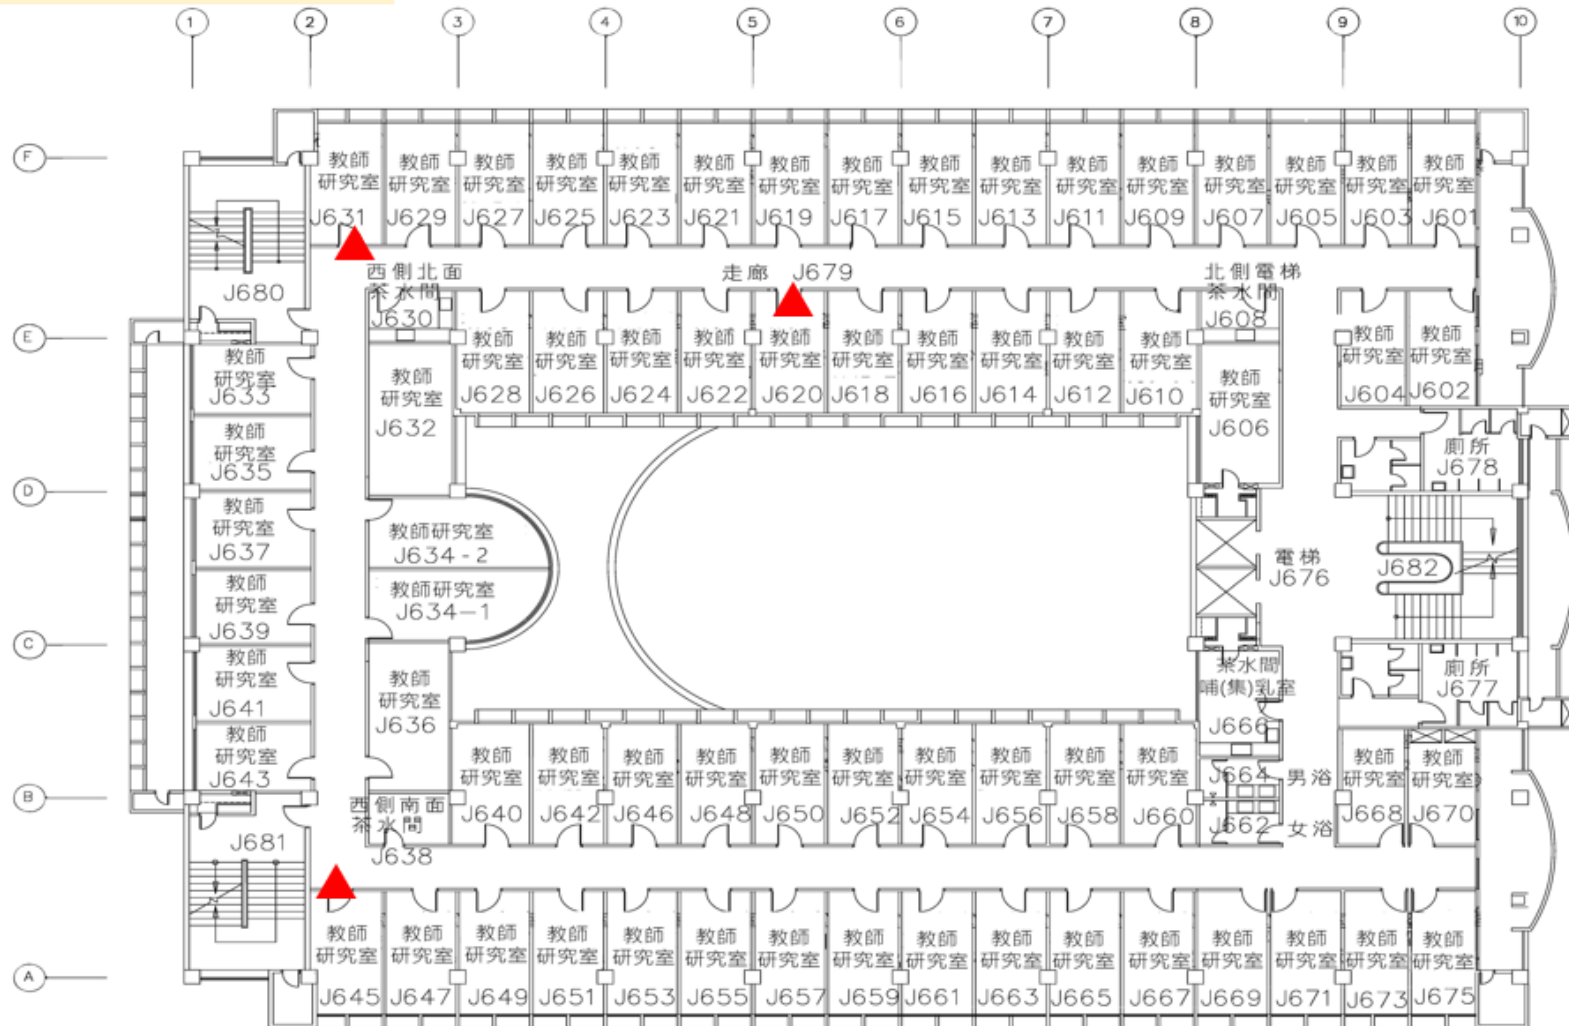 1 2 3 4 5 6 7 8 9 10
F
教師 教師 教師 教師 教師 教師 教師 教師 教師 教師 教師 教師 教師 教師 教師 教師
研究室 研究室 研究室 研究室 研究室 研究室 研究室 研究室 研究室 研究室 研究室 研究室 研究室 研究室 研究室 研究室
J631 J629 J627 J625 J623 J621 J619 J617 J615 J613 J611 J609 J607 J605 J603 J601
西側北面 走廊 J679 北側電梯
茶水間 茶水間
J680 J630 J608
E
教師 教師 教師 教師 教師 教師 教師 教師 教師 教師 教師 教師 教師
研究室 研究室 研究室 研究室 研究室 研究室 研究室 研究室 研究室 研究室 研究室 研究室 研究室
J633 J628 J626 J624 J622 J620 J618 J616 J614 J612 J610 J604 J602
教師 教師
研究室 研究室
J632 J606
教師
研究室
J635
廁所
J678
D
教師
研究室
J637
教師研究室
J634-2
電梯
J676
J682
教師
研究室
J639
教師研究室
J634-1
C
教師
研究室
J641
教師
研究室
J636
茶水間
哺(集)乳室
J666
廁所
J677
教師
研究室
J643
教師 教師 教師 教師 教師 教師 教師 教師 教師 教師 教師 教師
研究室 研究室 研究室 研究室 研究室 研究室 研究室 研究室 研究室 研究室 研究室 研究室
J640 J642 J646 J648 J650 J652 J654 J656 J658 J660 J668 J670
J664 男浴
J662 女浴
B
西側南面
茶水間
J638
J681
教師 教師 教師 教師 教師 教師 教師 教師 教師 教師 教師 教師 教師 教師 教師 教師
研究室 研究室 研究室 研究室 研究室 研究室 研究室 研究室 研究室 研究室 研究室 研究室 研究室 研究室 研究室 研究室
J645 J647 J649 J651 J653 J655 J657 J659 J661 J663 J665 J667 J669 J671 J673 J675
A